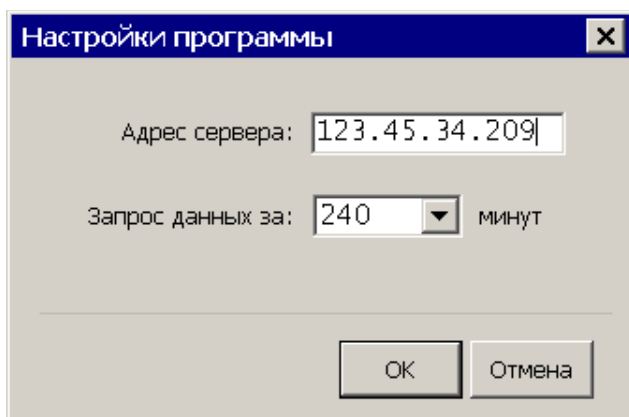 Настройки программы
Адрес сервера: 123.45.34.209
Запрос данных за: 240 минут
OK Отмена